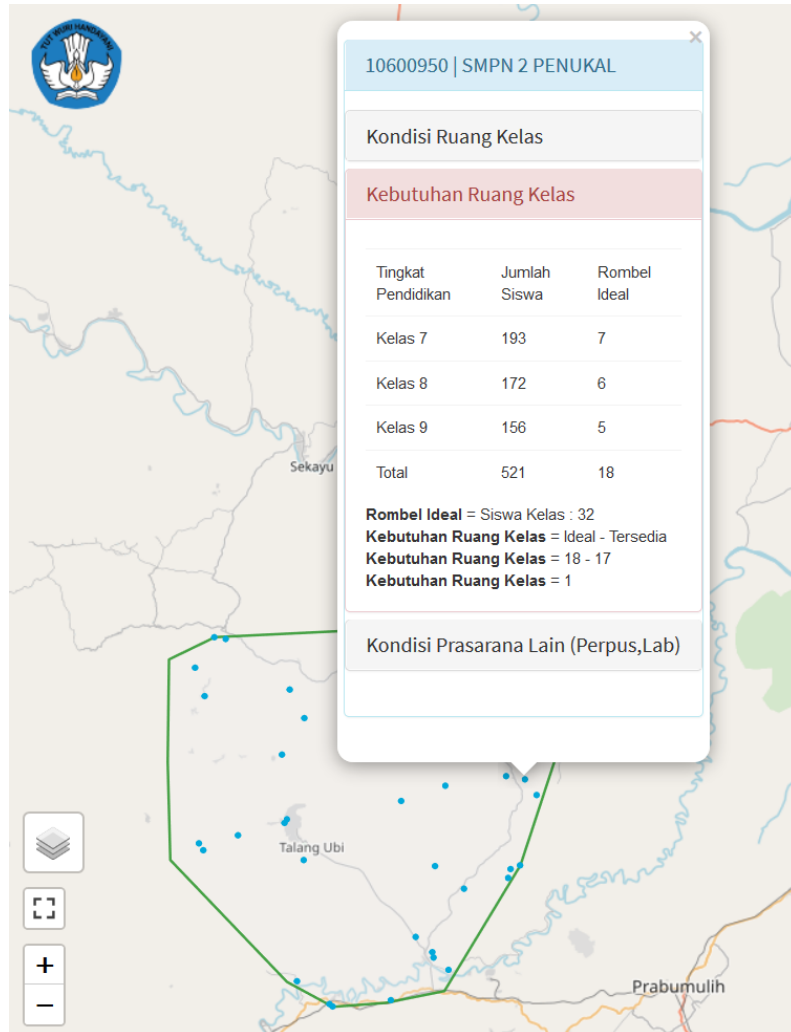 TUT WURI HANDAYANI
×
10600950 | SMPN 2 PENUKAL
Kondisi Ruang Kelas
Kebutuhan Ruang Kelas
Tingkat Pendidikan Jumlah Siswa Rombel Ideal
Kelas 7 193 7
Kelas 8 172 6
Kelas 9 156 5
Total 521 18
Rombel Ideal = Siswa Kelas : 32
Kebutuhan Ruang Kelas = Ideal - Tersedia
Kebutuhan Ruang Kelas = 18 - 17
Kebutuhan Ruang Kelas = 1
Kondisi Prasarana Lain (Perpus,Lab)
Sekayu
Talang Ubi
Prabumulih
+
−